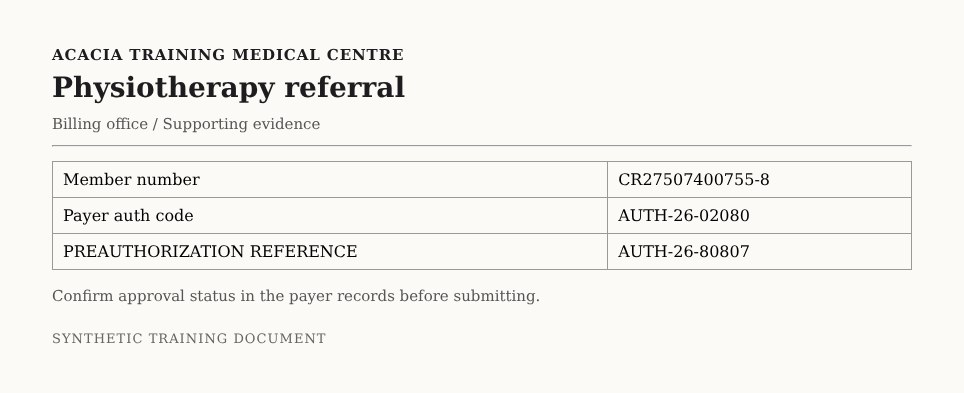 ACACIA TRAINING MEDICAL CENTRE
Physiotherapy referral
Billing office / Supporting evidence
Member number CR27507400755-8
Payer auth code AUTH-26-02080
PREAUTHORIZATION REFERENCE AUTH-26-80807
Confirm approval status in the payer records before submitting.
SYNTHETIC TRAINING DOCUMENT